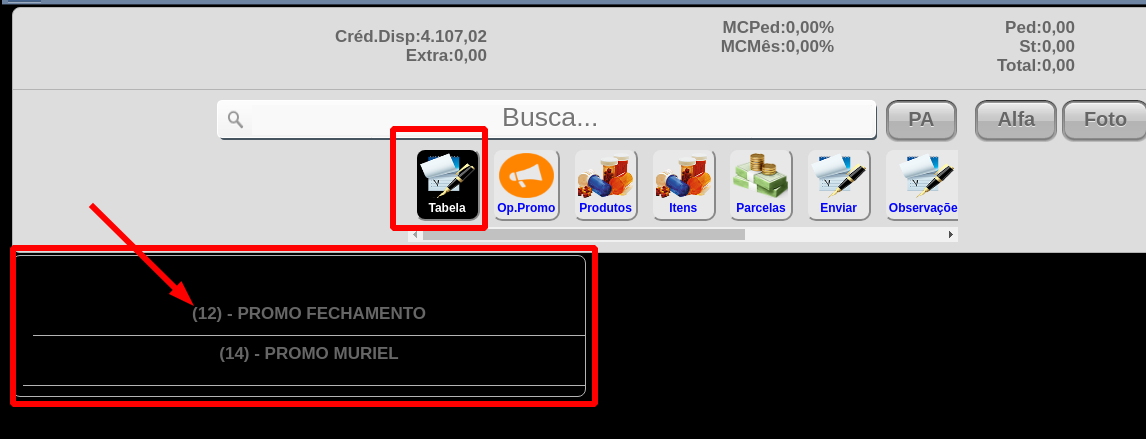 Créd.Disp:4.107,02
Extra:0,00
MCPed:0,00%
MCMês:0,00%
Ped:0,00
St:0,00
Total:0,00
Busca...
PA
Alfa
Foto
Tabela
Op.Promo
Produtos
Itens
Parcelas
Enviar
Observaçõe
(12) - PROMO FECHAMENTO
(14) - PROMO MURIEL